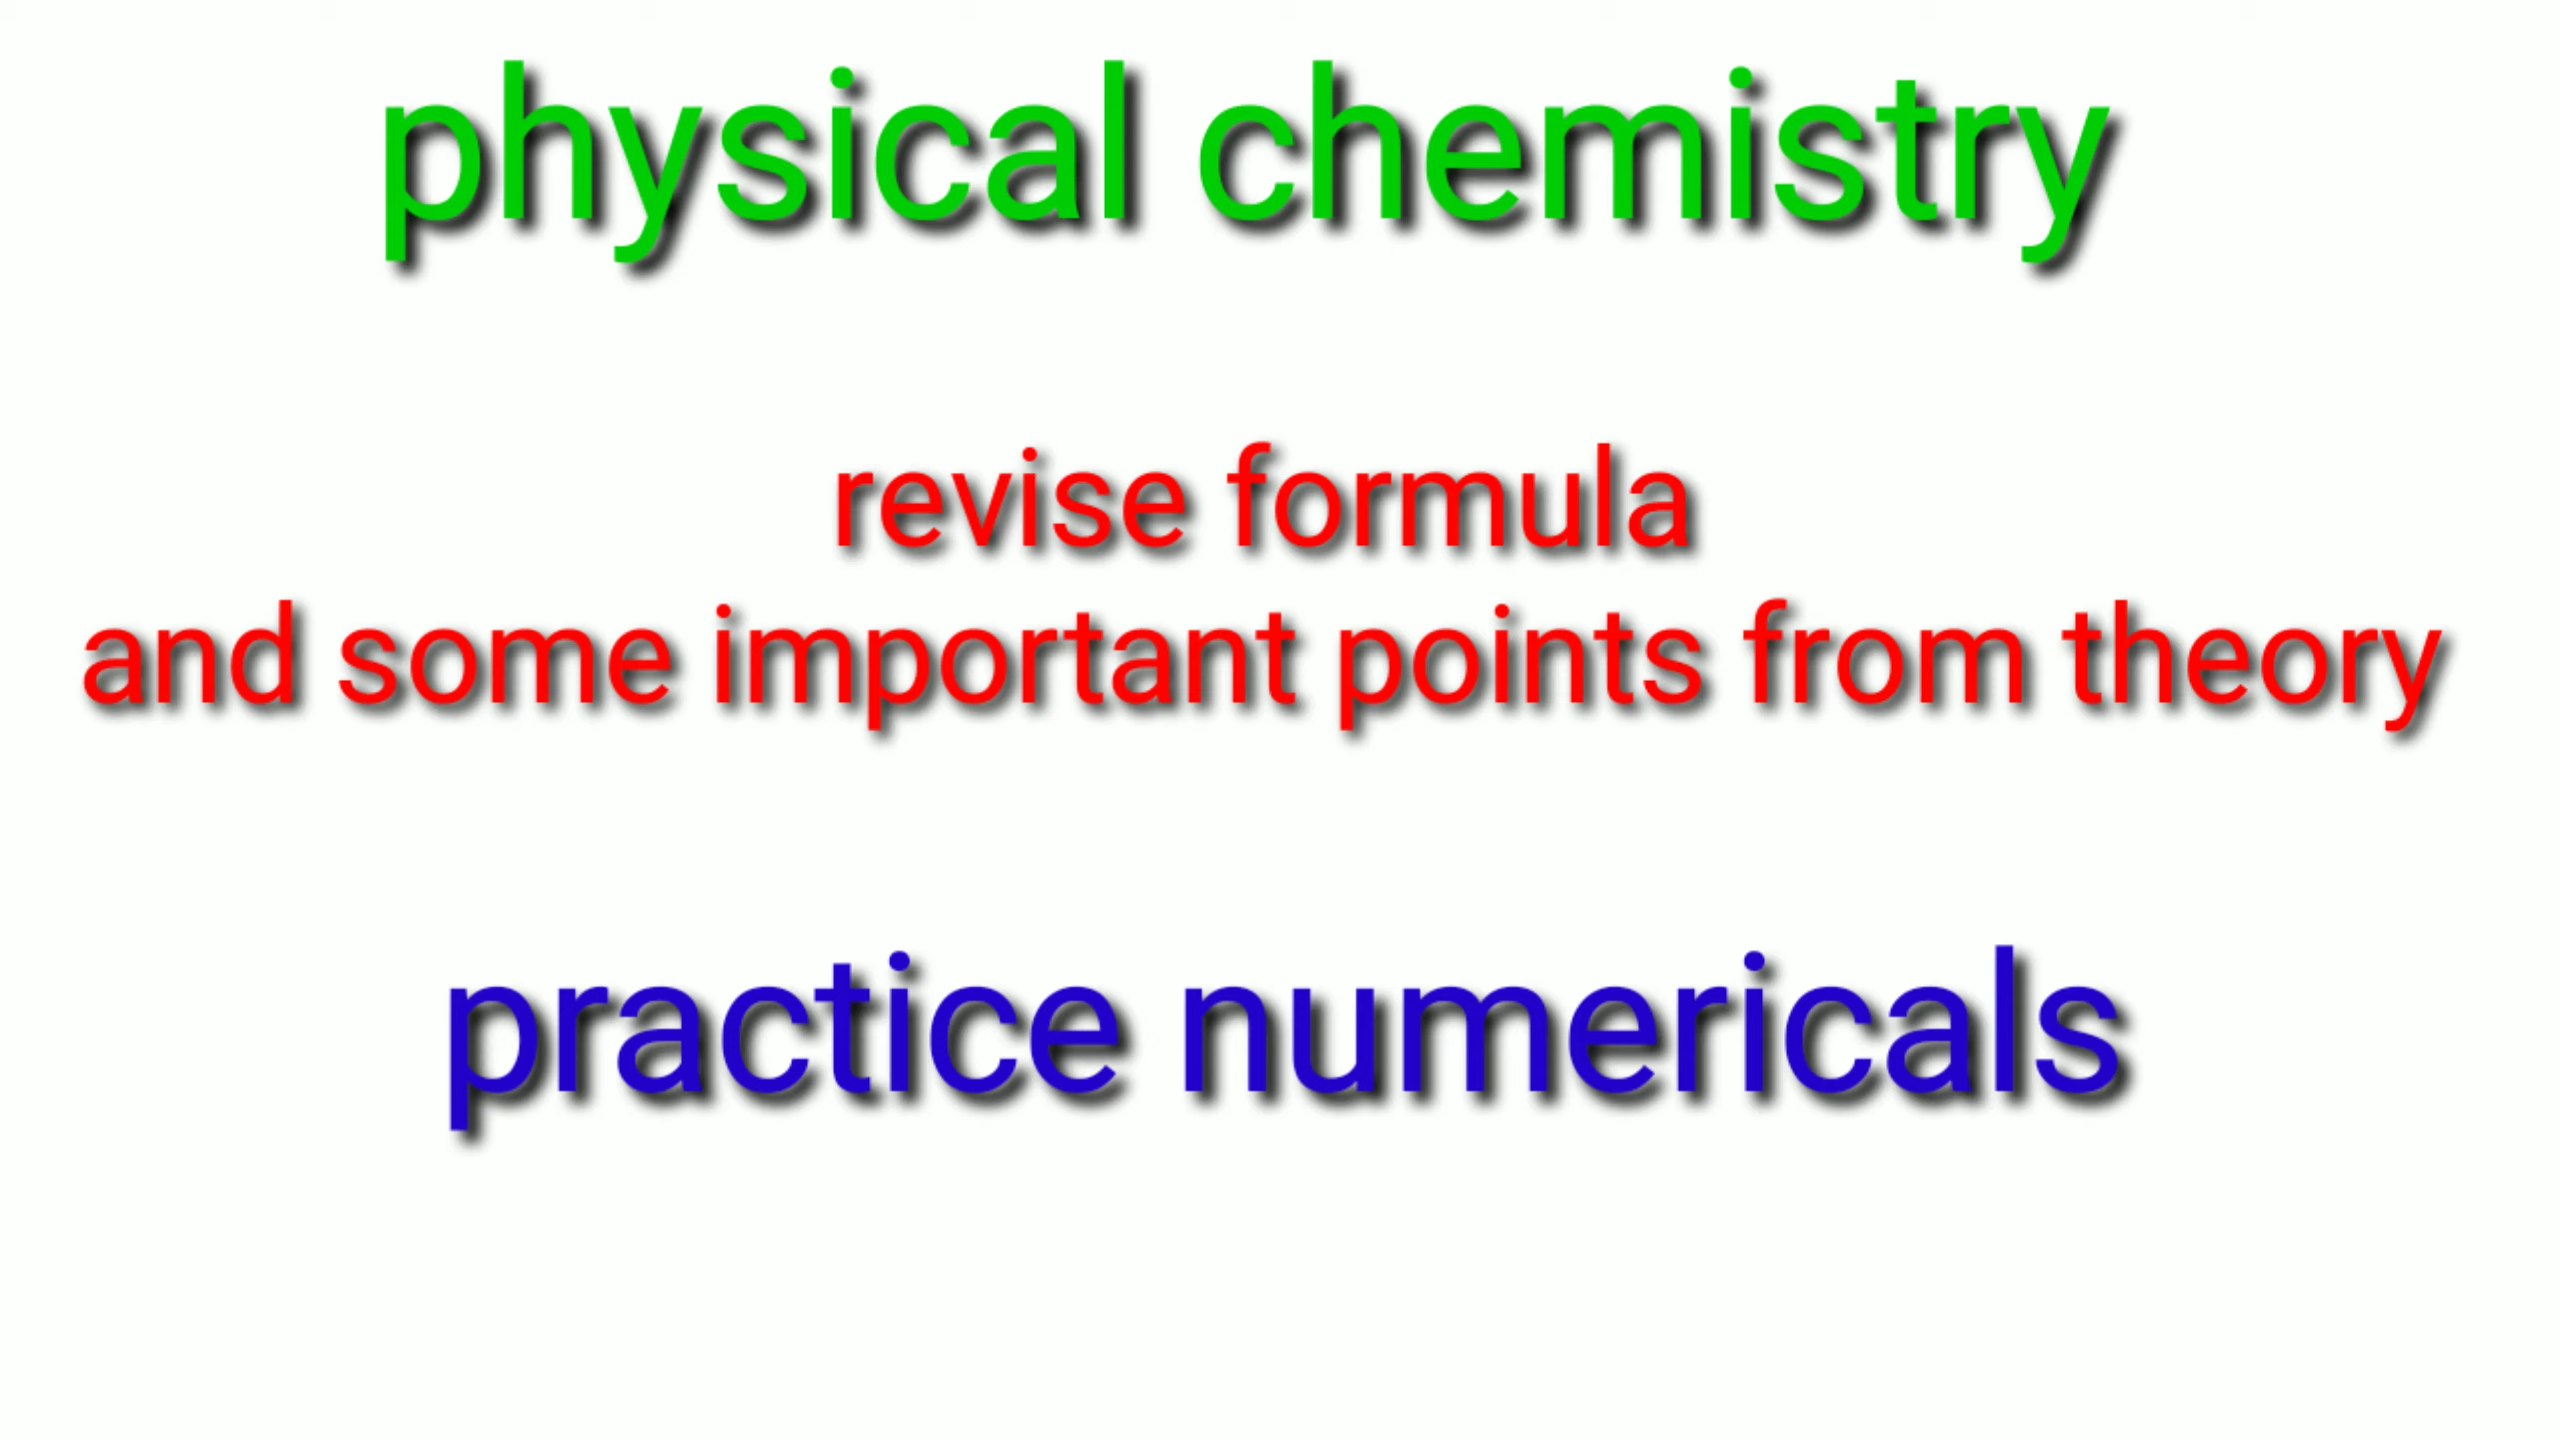 physical chemistry
revise formula
and some important points from theory
practice numericals